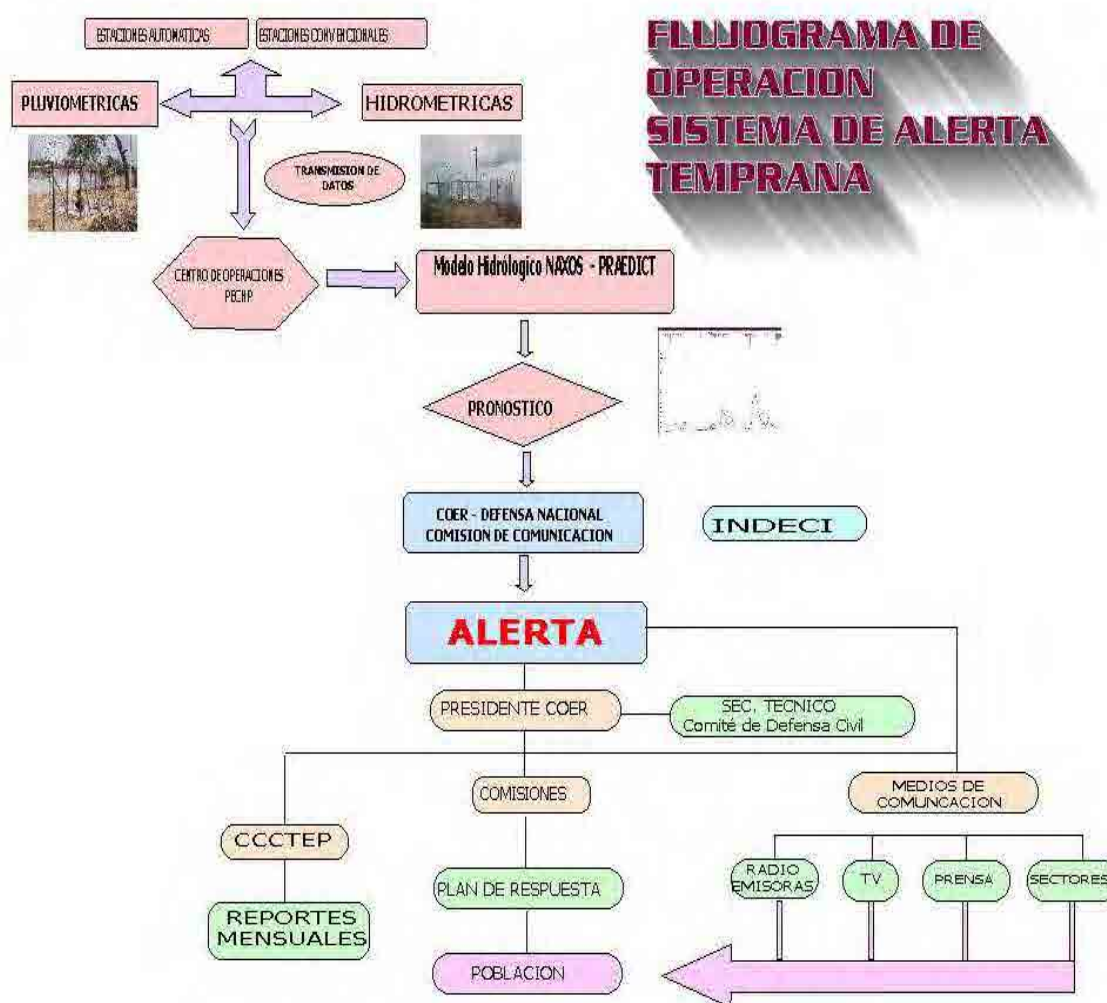 FLUJOGRAMA DE
OPERACION
SISTEMA DE ALERTA
TEMPRANA
ESTACIONES AUTOMATICAS
ESTACIONES CONVENCIONALES
PLUVIOMETRICAS
HIDROMETRICAS
TRANSMISION DE
DATOS
CENTRO DE OPERACIONES
PECHP
Modelo Hidrólogico NAXOS - PRAEDICT
PRONOSTICO
COER - DEFENSA NACIONAL
COMISION DE COMUNICACION
INDECI
ALERTA
PRESIDENTE COER
SEC. TECNICO
Comité de Defensa Civil
COMISIONES
MEDIOS DE
COMUNCACION
CCCTEP
PLAN DE RESPUESTA
RADIO
EMISORAS
TV
PRENSA
SECTORES
REPORTES
MENSUALES
POBLACION